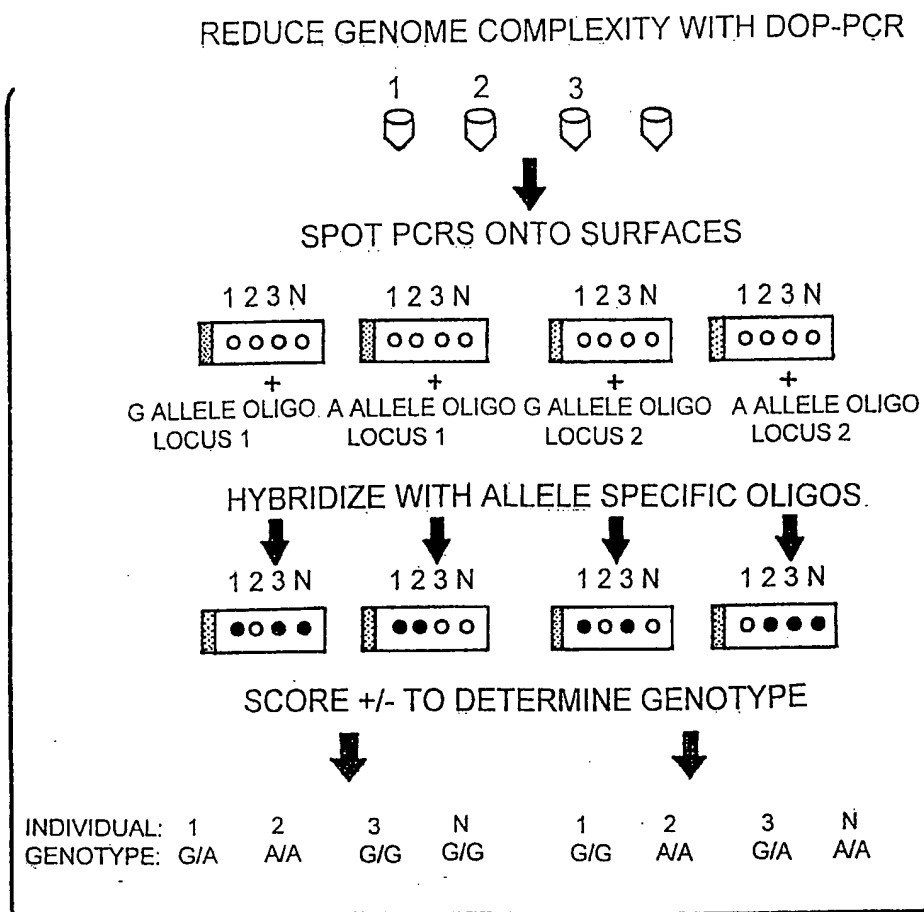 REDUCE GENOME COMPLEXITY WITH DOP-PCR
1 2 3
SPOT PCRS ONTO SURFACES
1 2 3 N 1 2 3 N 1 2 3 N 1 2 3 N
+ + + +
G ALLELE OLIGO A ALLELE OLIGO G ALLELE OLIGO A ALLELE OLIGO
LOCUS 1 LOCUS 1 LOCUS 2 LOCUS 2
HYBRIDIZE WITH ALLELE SPECIFIC OLIGOS.
1 2 3 N 1 2 3 N 1 2 3 N 1 2 3 N
SCORE +/- TO DETERMINE GENOTYPE
INDIVIDUAL: 1 2 3 N 1 2 3 N
GENOTYPE: G/A A/A G/G G/G G/G A/A G/A A/A